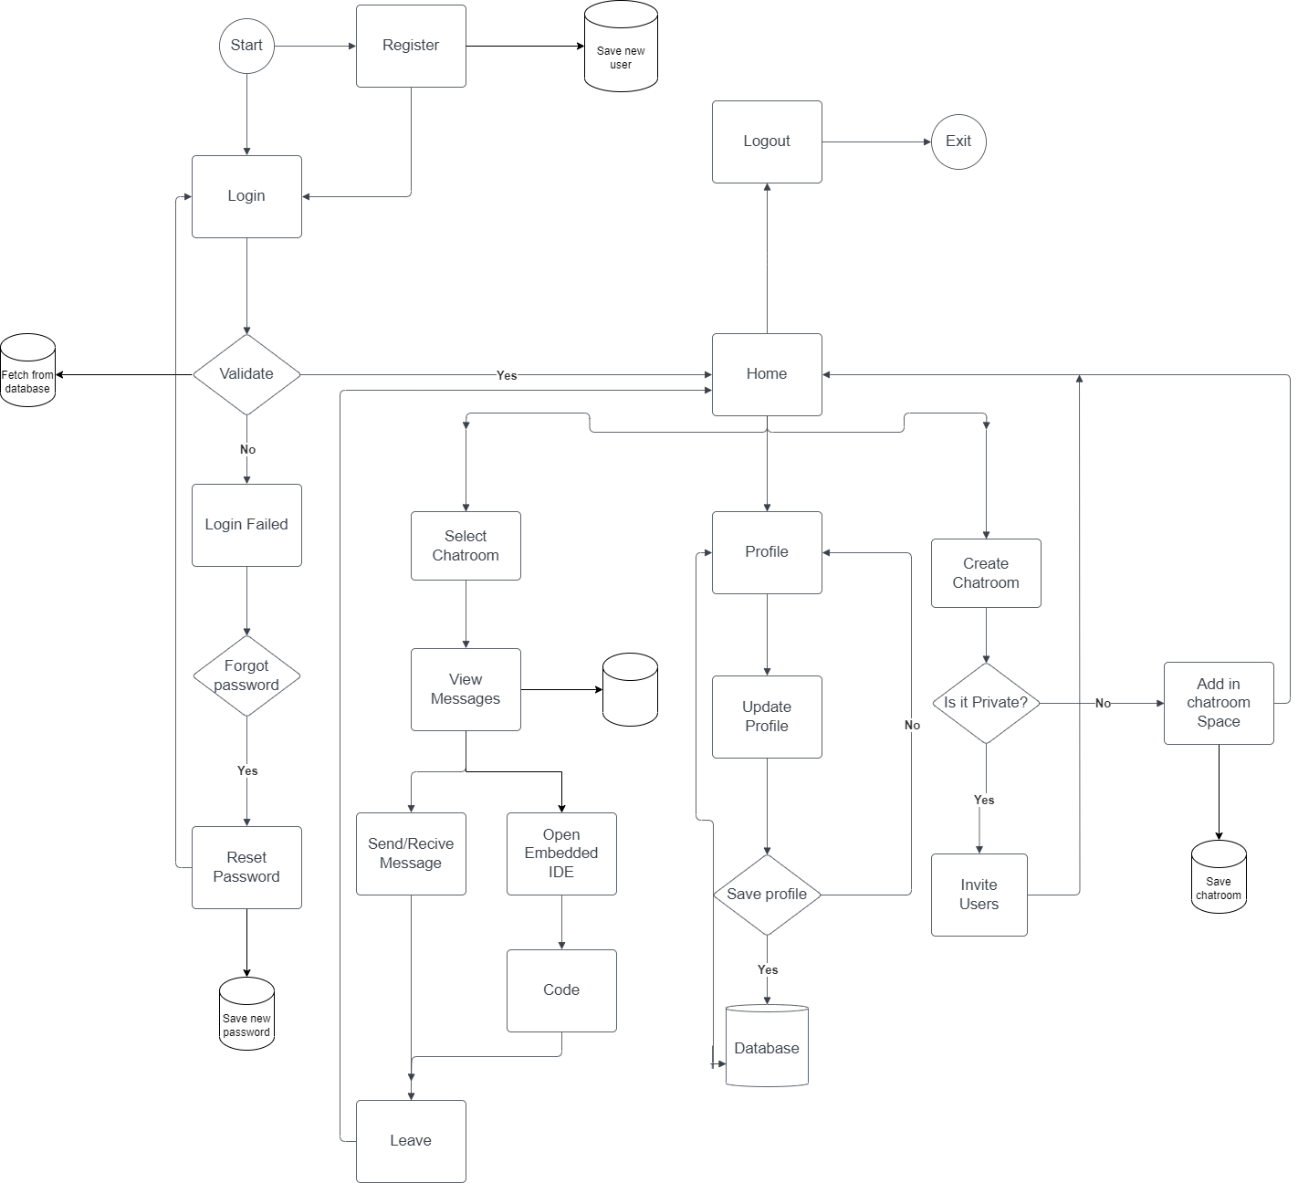 Start
Register
Save new
user
Logout
Exit
Login
Fetch from
database
Validate
Yes
Home
No
Login Failed
Select
Chatroom
Profile
Create
Chatroom
Forgot
password
View
Messages
Update
Profile
No
Is it Private?
No
Add in
chatroom
Space
Yes
Yes
Reset
Password
Send/Recive
Message
Open
Embedded
IDE
Save profile
Invite
Users
Save
chatroom
Yes
Code
Save new
password
Database
Leave